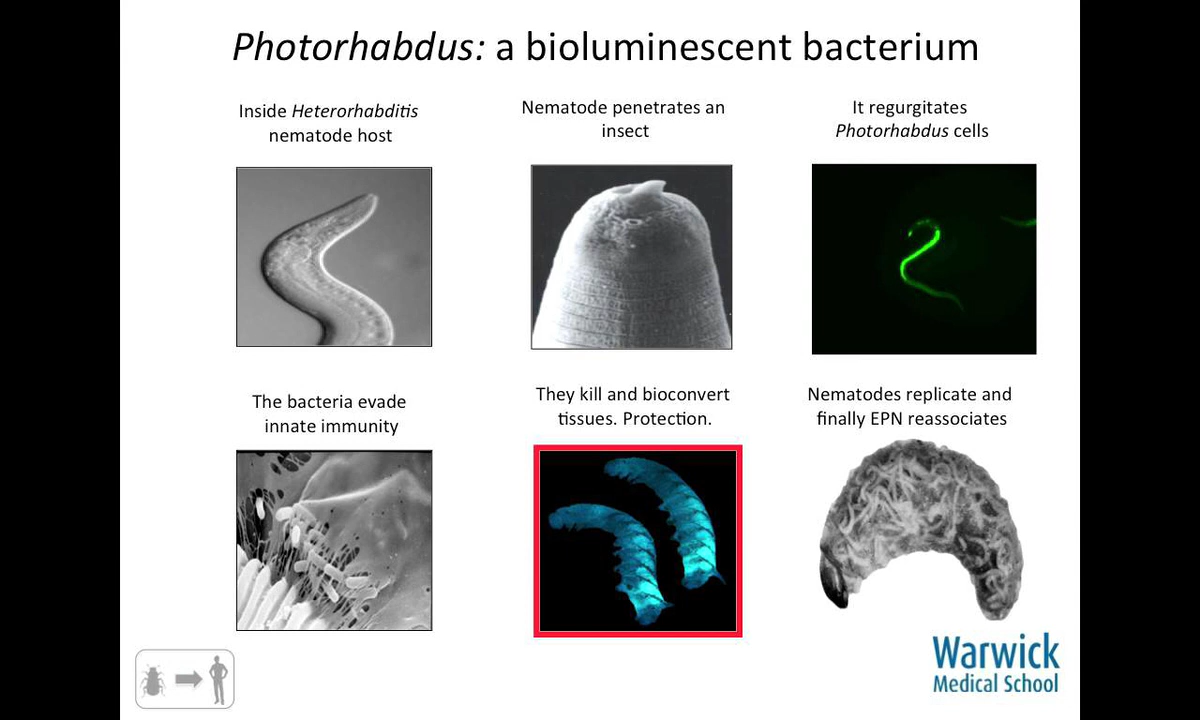 Photorhabdus: a bioluminescent bacterium
Inside Heterorhabditis
nematode host
Nematode penetrates an
insect
It regurgitates
Photorhabdus cells
The bacteria evade
innate immunity
They kill and bioconvert
tissues. Protection.
Nematodes replicate and
finally EPN reassociates
Warwick
Medical School